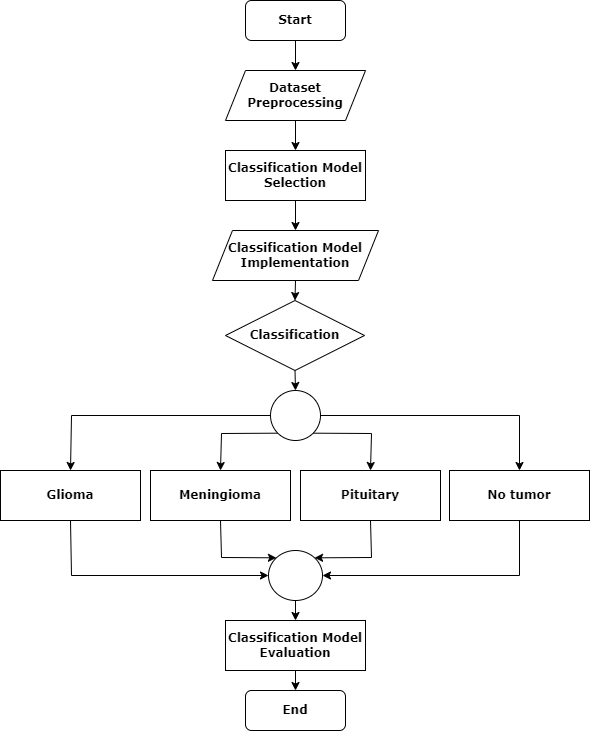 Start
Dataset
Preprocessing
Classification Model
Selection
Classification Model
Implementation
Classification
Glioma
Meningioma
Pituitary
No tumor
Classification Model
Evaluation
End